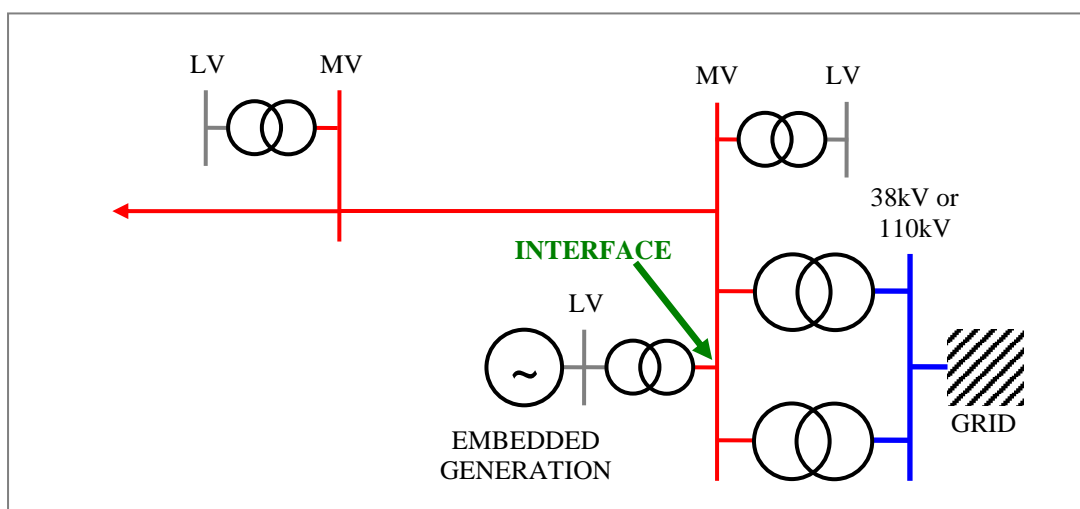 LV
MV
MV
LV
38kV or
110kV
INTERFACE
LV
~
EMBEDDED
GENERATION
GRID